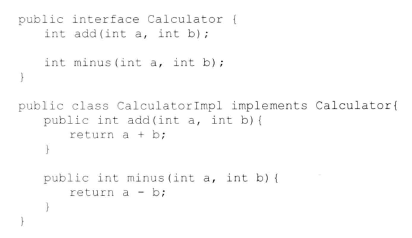 public interface Calculator {
    int add(int a, int b);

    int minus(int a, int b);
}

public class CalculatorImpl implements Calculator{
    public int add(int a, int b){
        return a + b;
    }

    public int minus(int a, int b){
        return a - b;
    }
}